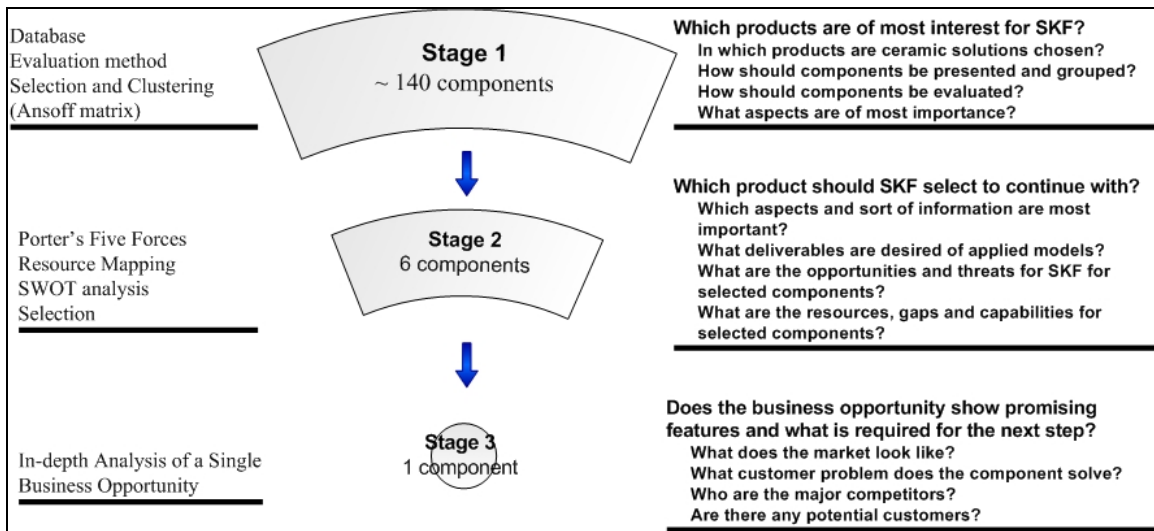 Database
Evaluation method
Selection and Clustering
(Ansoff matrix)
Stage 1
~ 140 components
Which products are of most interest for SKF?
In which products are ceramic solutions chosen?
How should components be presented and grouped?
How should components be evaluated?
What aspects are of most importance?
Porter's Five Forces
Resource Mapping
SWOT analysis
Selection
Stage 2
6 components
Which product should SKF select to continue with?
Which aspects and sort of information are most
important?
What deliverables are desired of applied models?
What are the opportunities and threats for SKF for
selected components?
What are the resources, gaps and capabilities for
selected components?
In-depth Analysis of a Single
Business Opportunity
Stage 3
1 component
Does the business opportunity show promising
features and what is required for the next step?
What does the market look like?
What customer problem does the component solve?
Who are the major competitors?
Are there any potential customers?